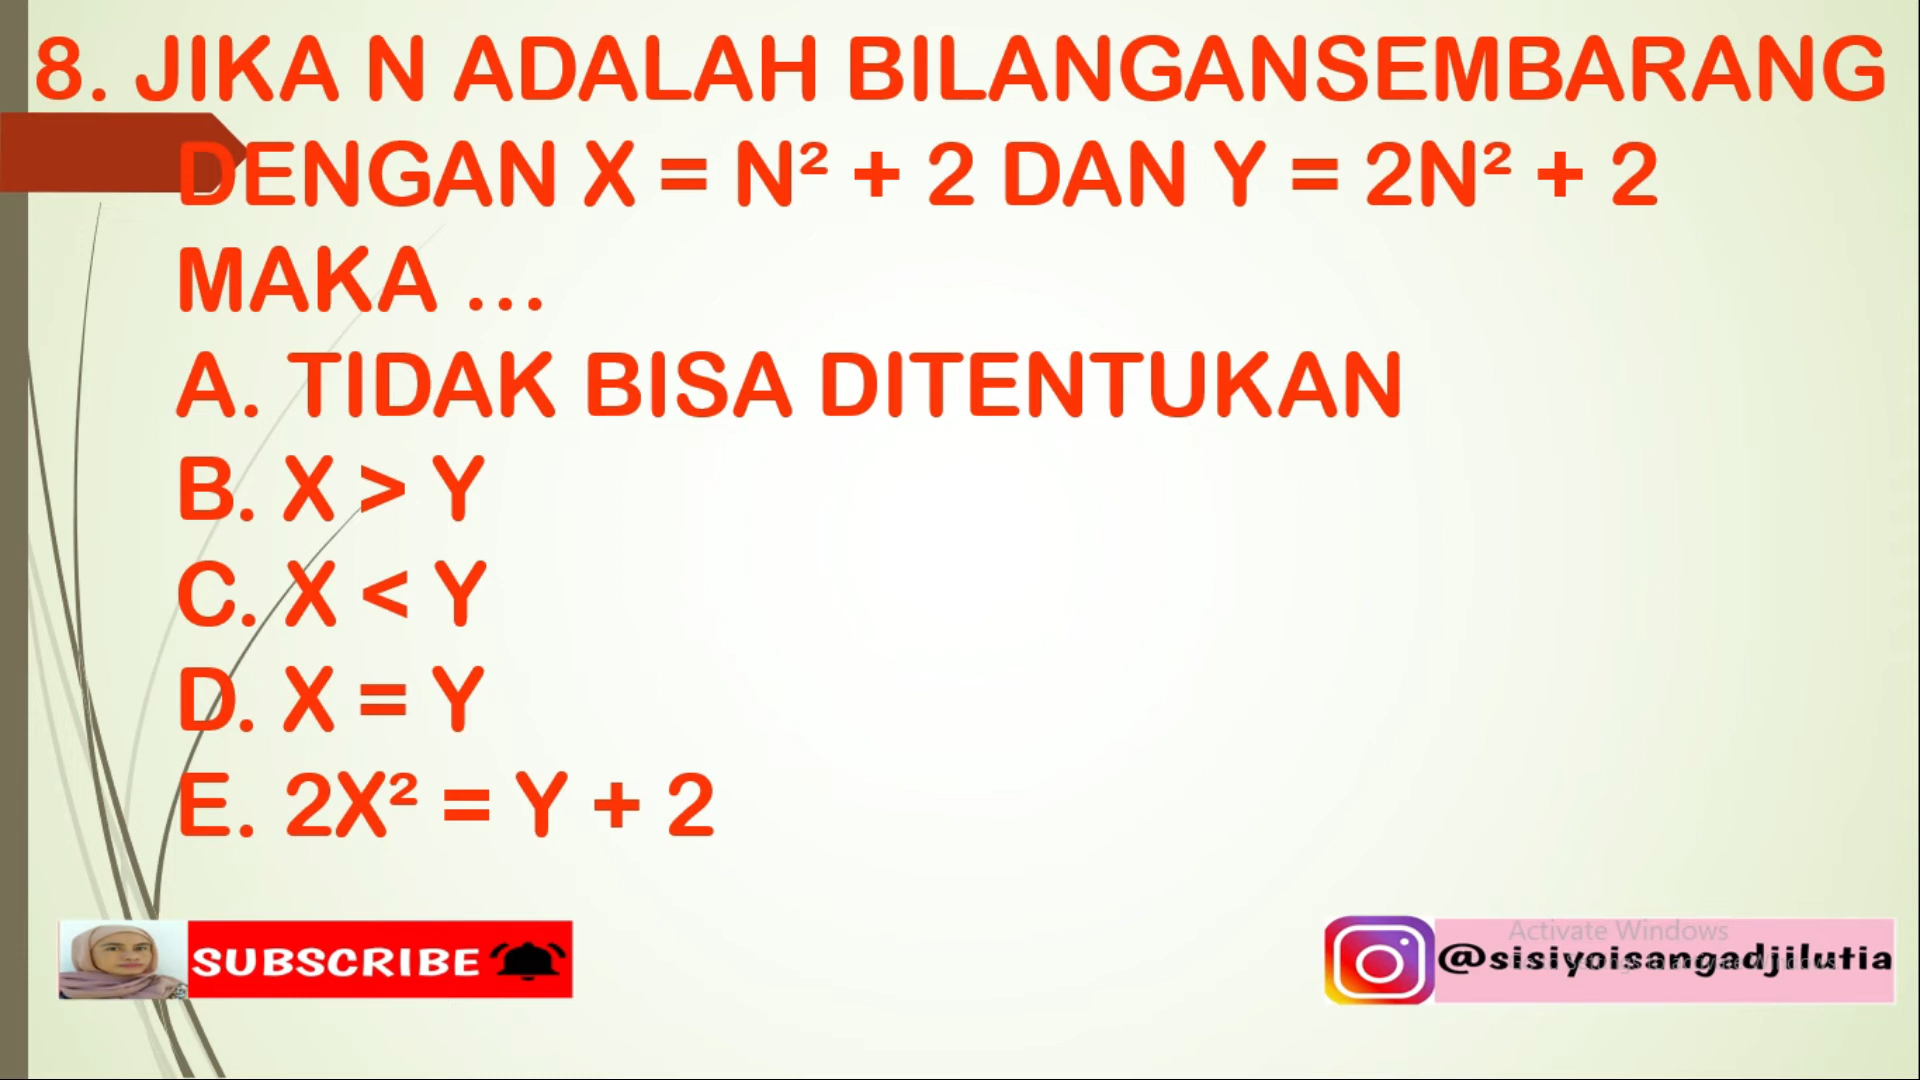 8. JIKA N ADALAH BILANGANSEMBARANG
DENGAN X = N² + 2 DAN Y = 2N² + 2
MAKA ...
A. TIDAK BISA DITENTUKAN
B. X > Y
C. X < Y
D. X = Y
E. 2X² = Y + 2
SUBSCRIBE
Activate Windows
@sisiyoisangadjilutia